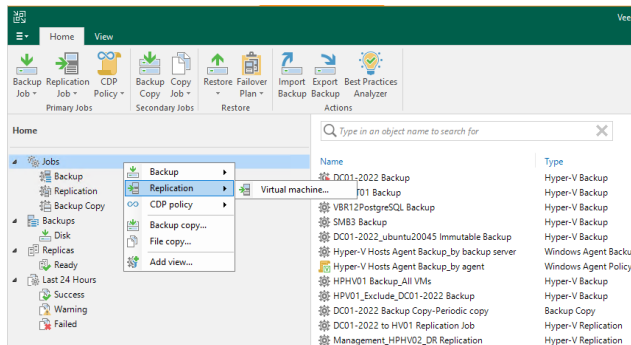 Vee
Home View
Backup Job Replication Job CDP Policy Backup Copy Copy Job Restore Failover Plan Import Backup Export Backup Best Practices Analyzer
Primary Jobs Secondary Jobs Restore Actions
Home
Type in an object name to search for
Jobs
Backup
Replication
Backup Copy
Backups
Disk
Replicas
Ready
Last 24 Hours
Success
Warning
Failed
Backup
Replication
CDP policy
Backup copy...
File copy...
Add view...
Virtual machine...
Name Type
DC01-2022 Backup Hyper-V Backup
T01 Backup Hyper-V Backup
VBR12PostgreSQL Backup Hyper-V Backup
SMB3 Backup Hyper-V Backup
DC01-2022_ubuntu20045 Immutable Backup Hyper-V Backup
Hyper-V Hosts Agent Backup_by backup server Windows Agent Backu
Hyper-V Hosts Agent Backup_by agent Windows Agent Policy
HPHV01 Backup_All VMs Hyper-V Backup
HPV01_Exclude_DC01-2022 Backup Hyper-V Backup
DC01-2022 Backup Copy-Periodic copy Backup Copy
DC01-2022 to HV01 Replication Job Hyper-V Replication
Management_HPHV02_DR Replication Hyper-V Replication